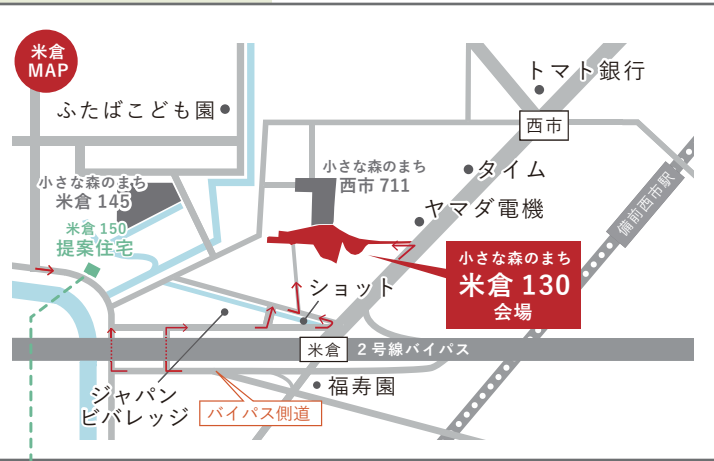 米倉
MAP
トマト銀行
ふたばこども園
西市
小さな森のまち
西市 711
タイム
小さな森のまち
米倉 145
ヤマダ電機
備前西市駅
米倉 150
提案住宅
小さな森のまち
米倉 130
会場
ショット
米倉
2号線バイパス
ジャパン
ビバレッジ
福寿園
バイパス側道